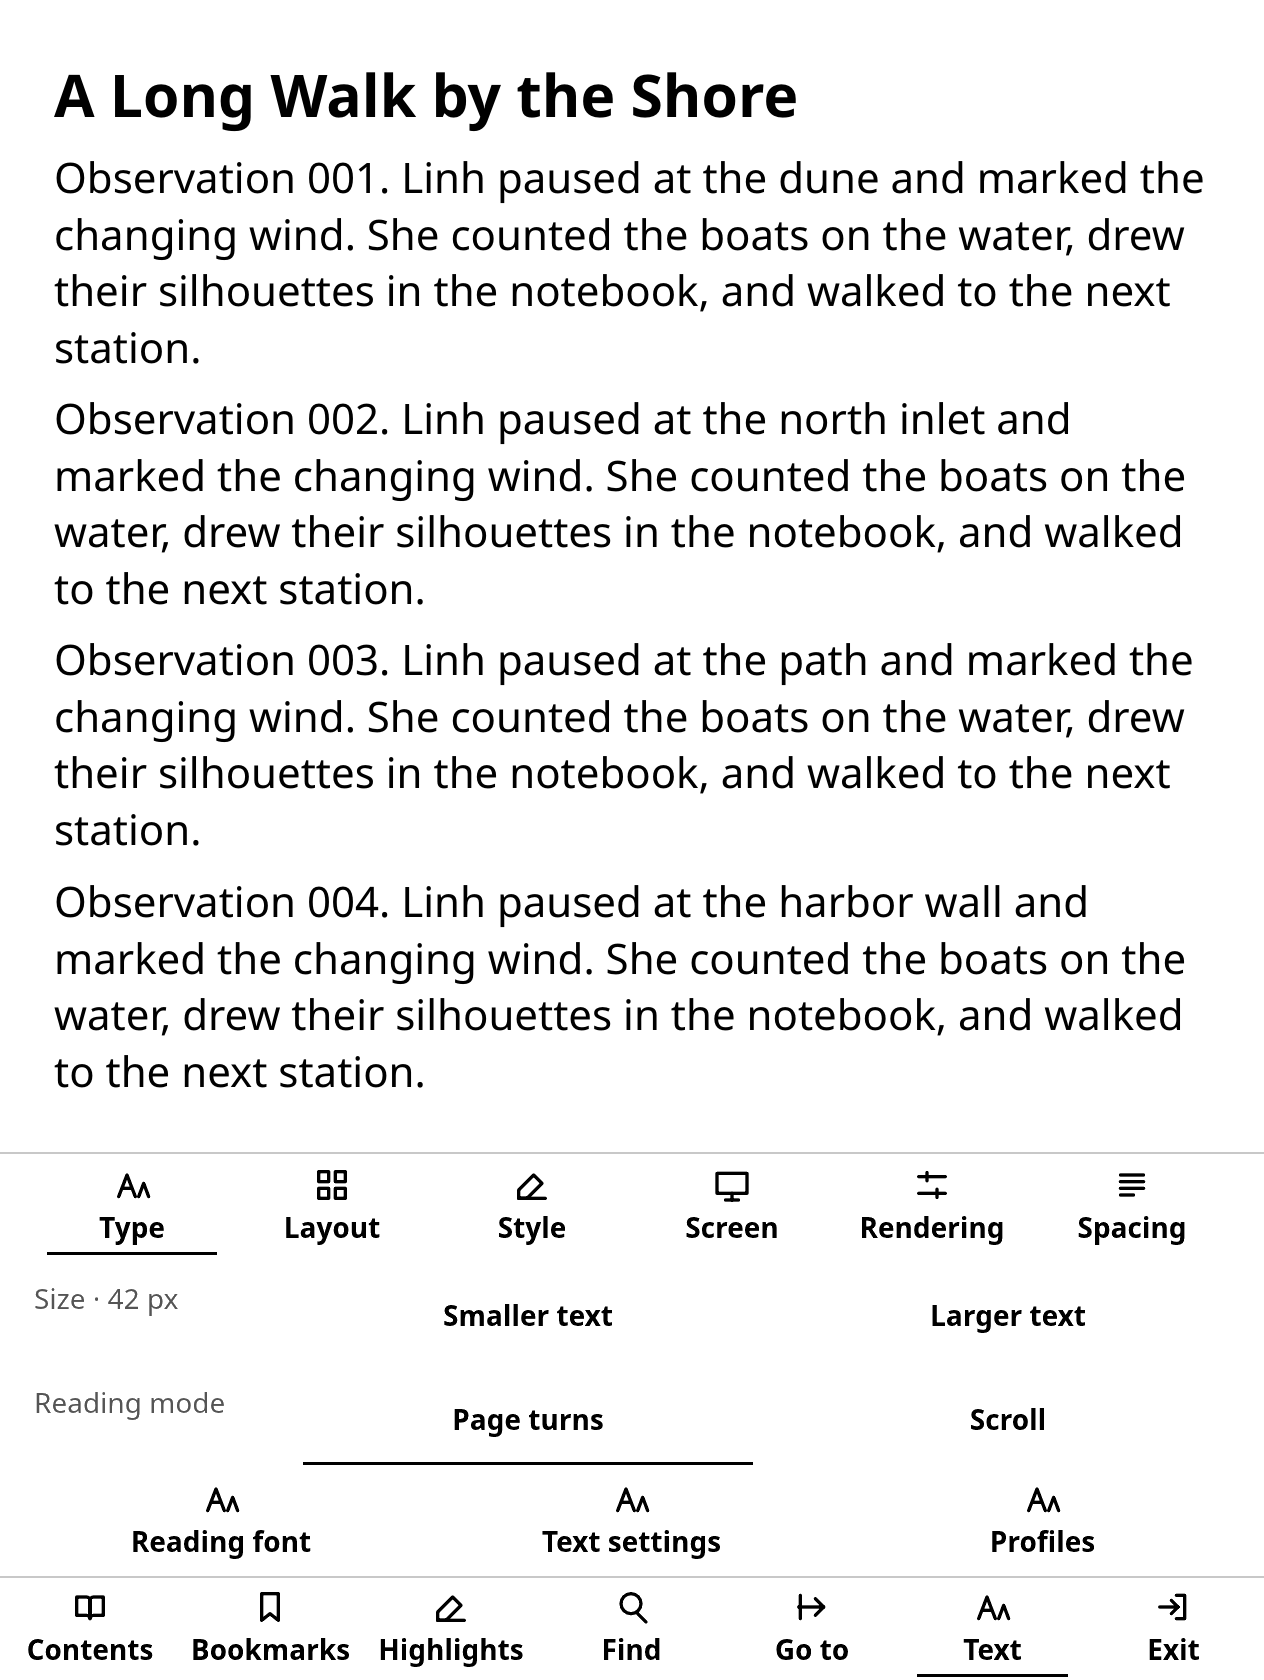 A Long Walk by the Shore
Observation 001. Linh paused at the dune and marked the
changing wind. She counted the boats on the water, drew
their silhouettes in the notebook, and walked to the next
station.
Observation 002. Linh paused at the north inlet and
marked the changing wind. She counted the boats on the
water, drew their silhouettes in the notebook, and walked
to the next station.
Observation 003. Linh paused at the path and marked the
changing wind. She counted the boats on the water, drew
their silhouettes in the notebook, and walked to the next
station.
Observation 004. Linh paused at the harbor wall and
marked the changing wind. She counted the boats on the
water, drew their silhouettes in the notebook, and walked
to the next station.
Type Layout Style Screen Rendering Spacing
Size · 42 px Smaller text Larger text
Reading mode Page turns Scroll
Reading font Text settings Profiles
Contents Bookmarks Highlights Find Go to Text Exit